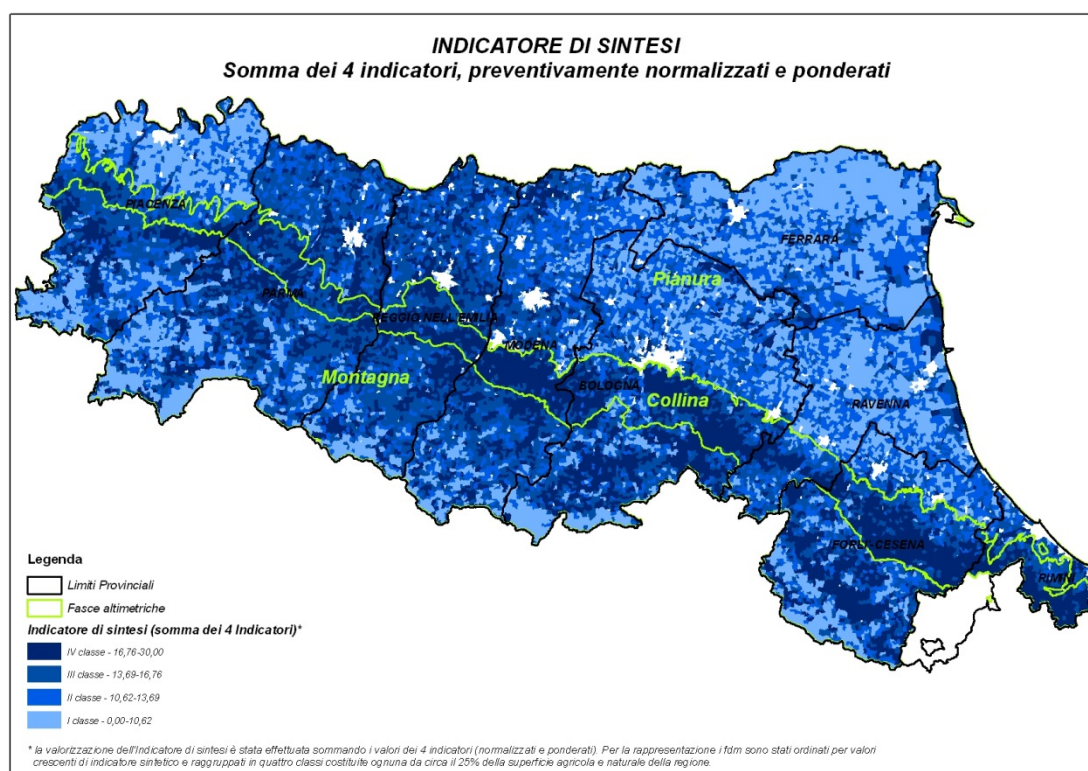 INDICATORE DI SINTESI
Somma dei 4 indicatori, preventivamente normalizzati e ponderati
PIACENZA
FERRARA
Pianura
PARMA
REGGIO NELL'EMILIA
MODENA
Montagna
BOLOGNA
Collina
RAVENNA
FORLI'-CESENA
RIMINI
Legenda
Limiti Provinciali
Fasce altimetriche
Indicatore di sintesi (somma dei 4 Indicatori)*
IV classe - 16,76-30,00
III classe - 13,69-16,76
II classe - 10,62-13,69
I classe - 0,00-10,62
* la valorizzazione dell'Indicatore di sintesi è stata effettuata sommando i valori dei 4 indicatori (normalizzati e ponderati). Per la rappresentazione i fdm sono stati ordinati per valori
crescenti di indicatore sintetico e raggruppati in quattro classi costituite ognuna da circa il 25% della superficie agricola e naturale della regione.